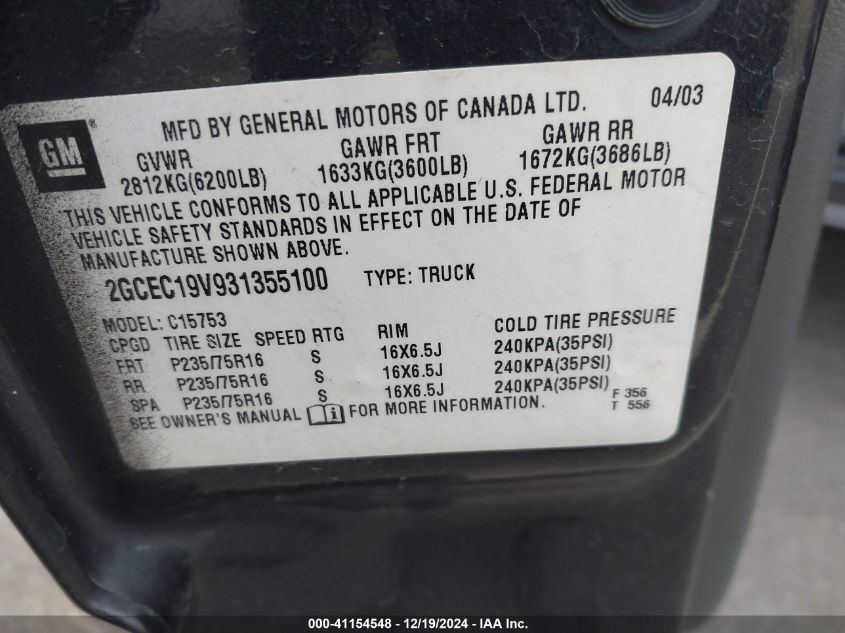 MFD BY GENERAL MOTORS OF CANADA LTD. 04/03
GM ®
GVWR GAWR FRT GAWR RR
2812KG(6200LB) 1633KG(3600LB) 1672KG(3686LB)
THIS VEHICLE CONFORMS TO ALL APPLICABLE U.S. FEDERAL MOTOR
VEHICLE SAFETY STANDARDS IN EFFECT ON THE DATE OF
MANUFACTURE SHOWN ABOVE.
2GCEC19V931355100 TYPE: TRUCK
MODEL: C15753
CPGD TIRE SIZE SPEED RTG RIM COLD TIRE PRESSURE
FRT P235/75R16 S 16X6.5J 240KPA(35PSI)
RR P235/75R16 S 16X6.5J 240KPA(35PSI)
SPA P235/75R16 S 16X6.5J 240KPA(35PSI)
SEE OWNER'S MANUAL i FOR MORE INFORMATION.
F 356
T 556
000-41154548 - 12/19/2024 - IAA Inc.